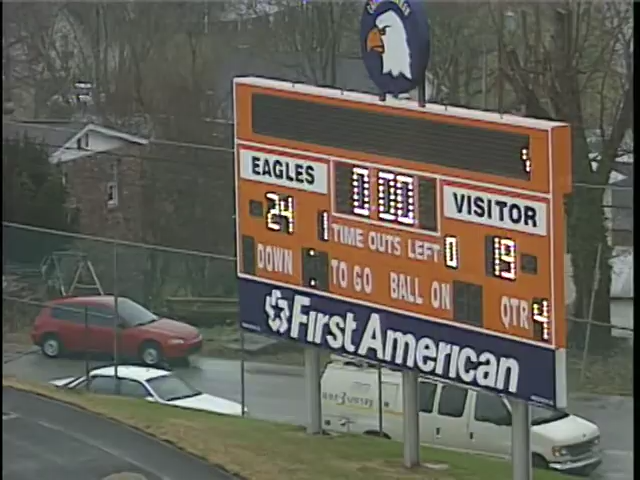 EAGLES
0:00
VISITOR
24
1
TIME OUTS LEFT
0
19
DOWN
TO GO
BALL ON
QTR
4
First American